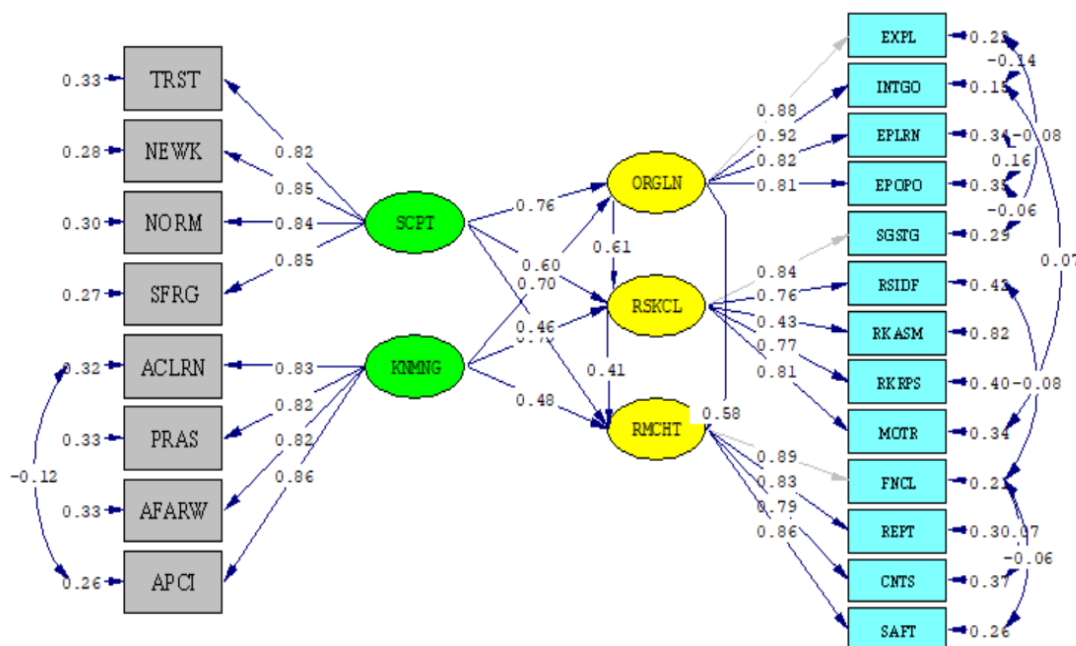 0.33 TRST
0.28 NEWK
0.30 NORM
0.27 SFRG
0.32 ACLRN
0.33 PRAS
0.33 AFARW
0.26 APCI
-0.12
0.82
0.85
0.84
0.85
0.83
0.82
0.82
0.86
SCPT
KNMNG
0.76
0.60
0.70
0.46
0.48
ORGLN
0.61
RSKCL
0.41
RMCHT
0.58
0.88
0.92
0.82
0.81
0.84
0.76
0.43
0.77
0.81
0.89
0.83
0.79
0.86
EXPL
INTGO
EPLRN
EPOPO
SGSTG 0.29
RSIDF
RKASM 0.82
RKRPS 0.40
MOTR 0.34
FNCL
REPT 0.30
CNTS 0.37
SAFT 0.26
-0.14
-0.08
0.16
-0.06
0.07
-0.08
-0.06